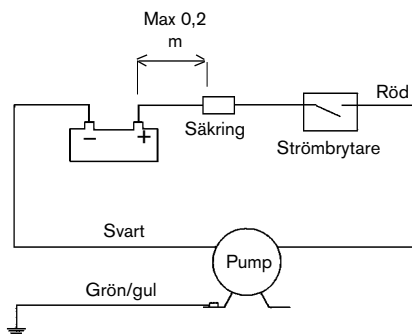 Max 0,2
m
Röd
− +
Säkring
Strömbrytare
Svart
Pump
Grön/gul